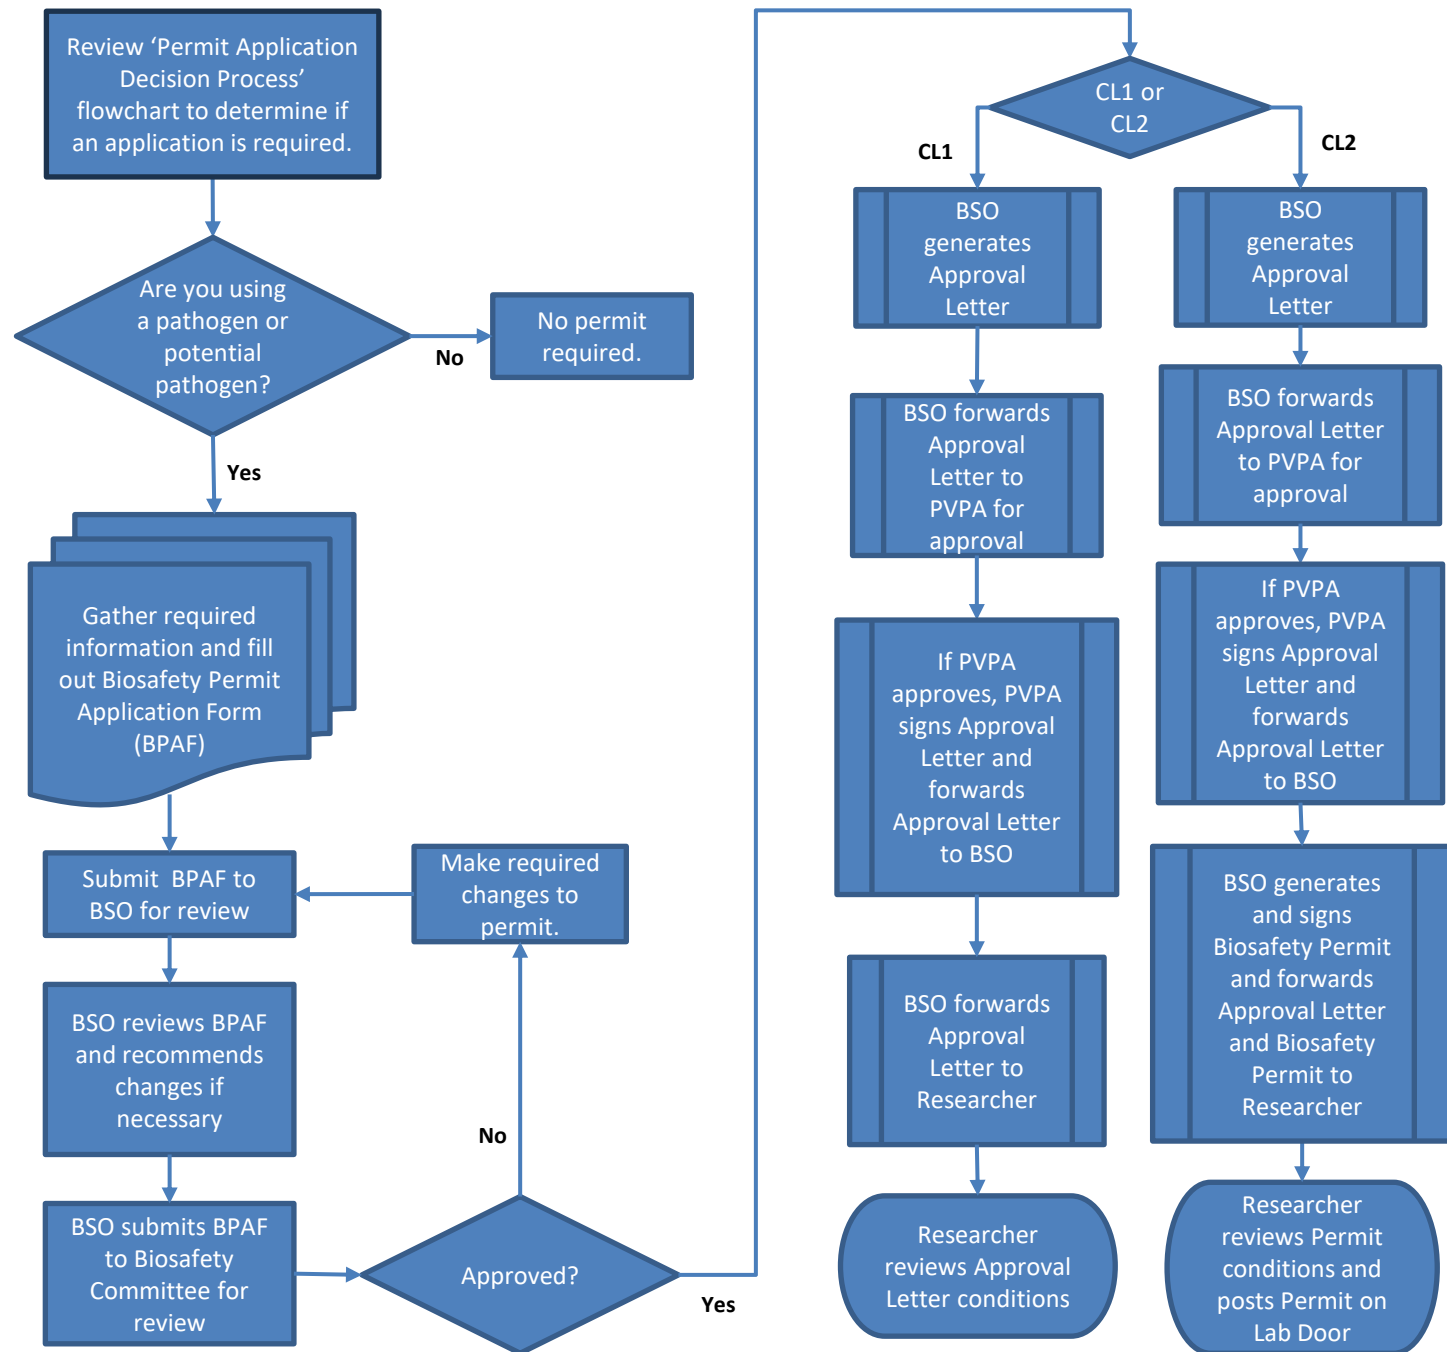 Review ‘Permit Application
Decision Process’
flowchart to determine if
an application is required.
Are you using
a pathogen or
potential
pathogen?
No
No permit
required.
Yes
Gather required
information and fill
out Biosafety Permit
Application Form
(BPAF)
Submit  BPAF to
BSO for review
Make required
changes to
permit.
BSO reviews BPAF
and recommends
changes if
necessary
No
BSO submits BPAF
to Biosafety
Committee for
review
Approved?
Yes
CL1 or
CL2
CL1
CL2
BSO
generates
Approval
Letter
BSO forwards
Approval
Letter to
PVPA for
approval
If PVPA
approves, PVPA
signs Approval
Letter and
forwards
Approval Letter
to BSO
BSO forwards
Approval
Letter to
Researcher
Researcher
reviews Approval
Letter conditions
BSO
generates
Approval
Letter
BSO forwards
Approval Letter
to PVPA for
approval
If PVPA
approves, PVPA
signs Approval
Letter and
forwards
Approval Letter
to BSO
BSO generates
and signs
Biosafety Permit
and forwards
Approval Letter
and Biosafety
Permit to
Researcher
Researcher
reviews Permit
conditions and
posts Permit on
Lab Door